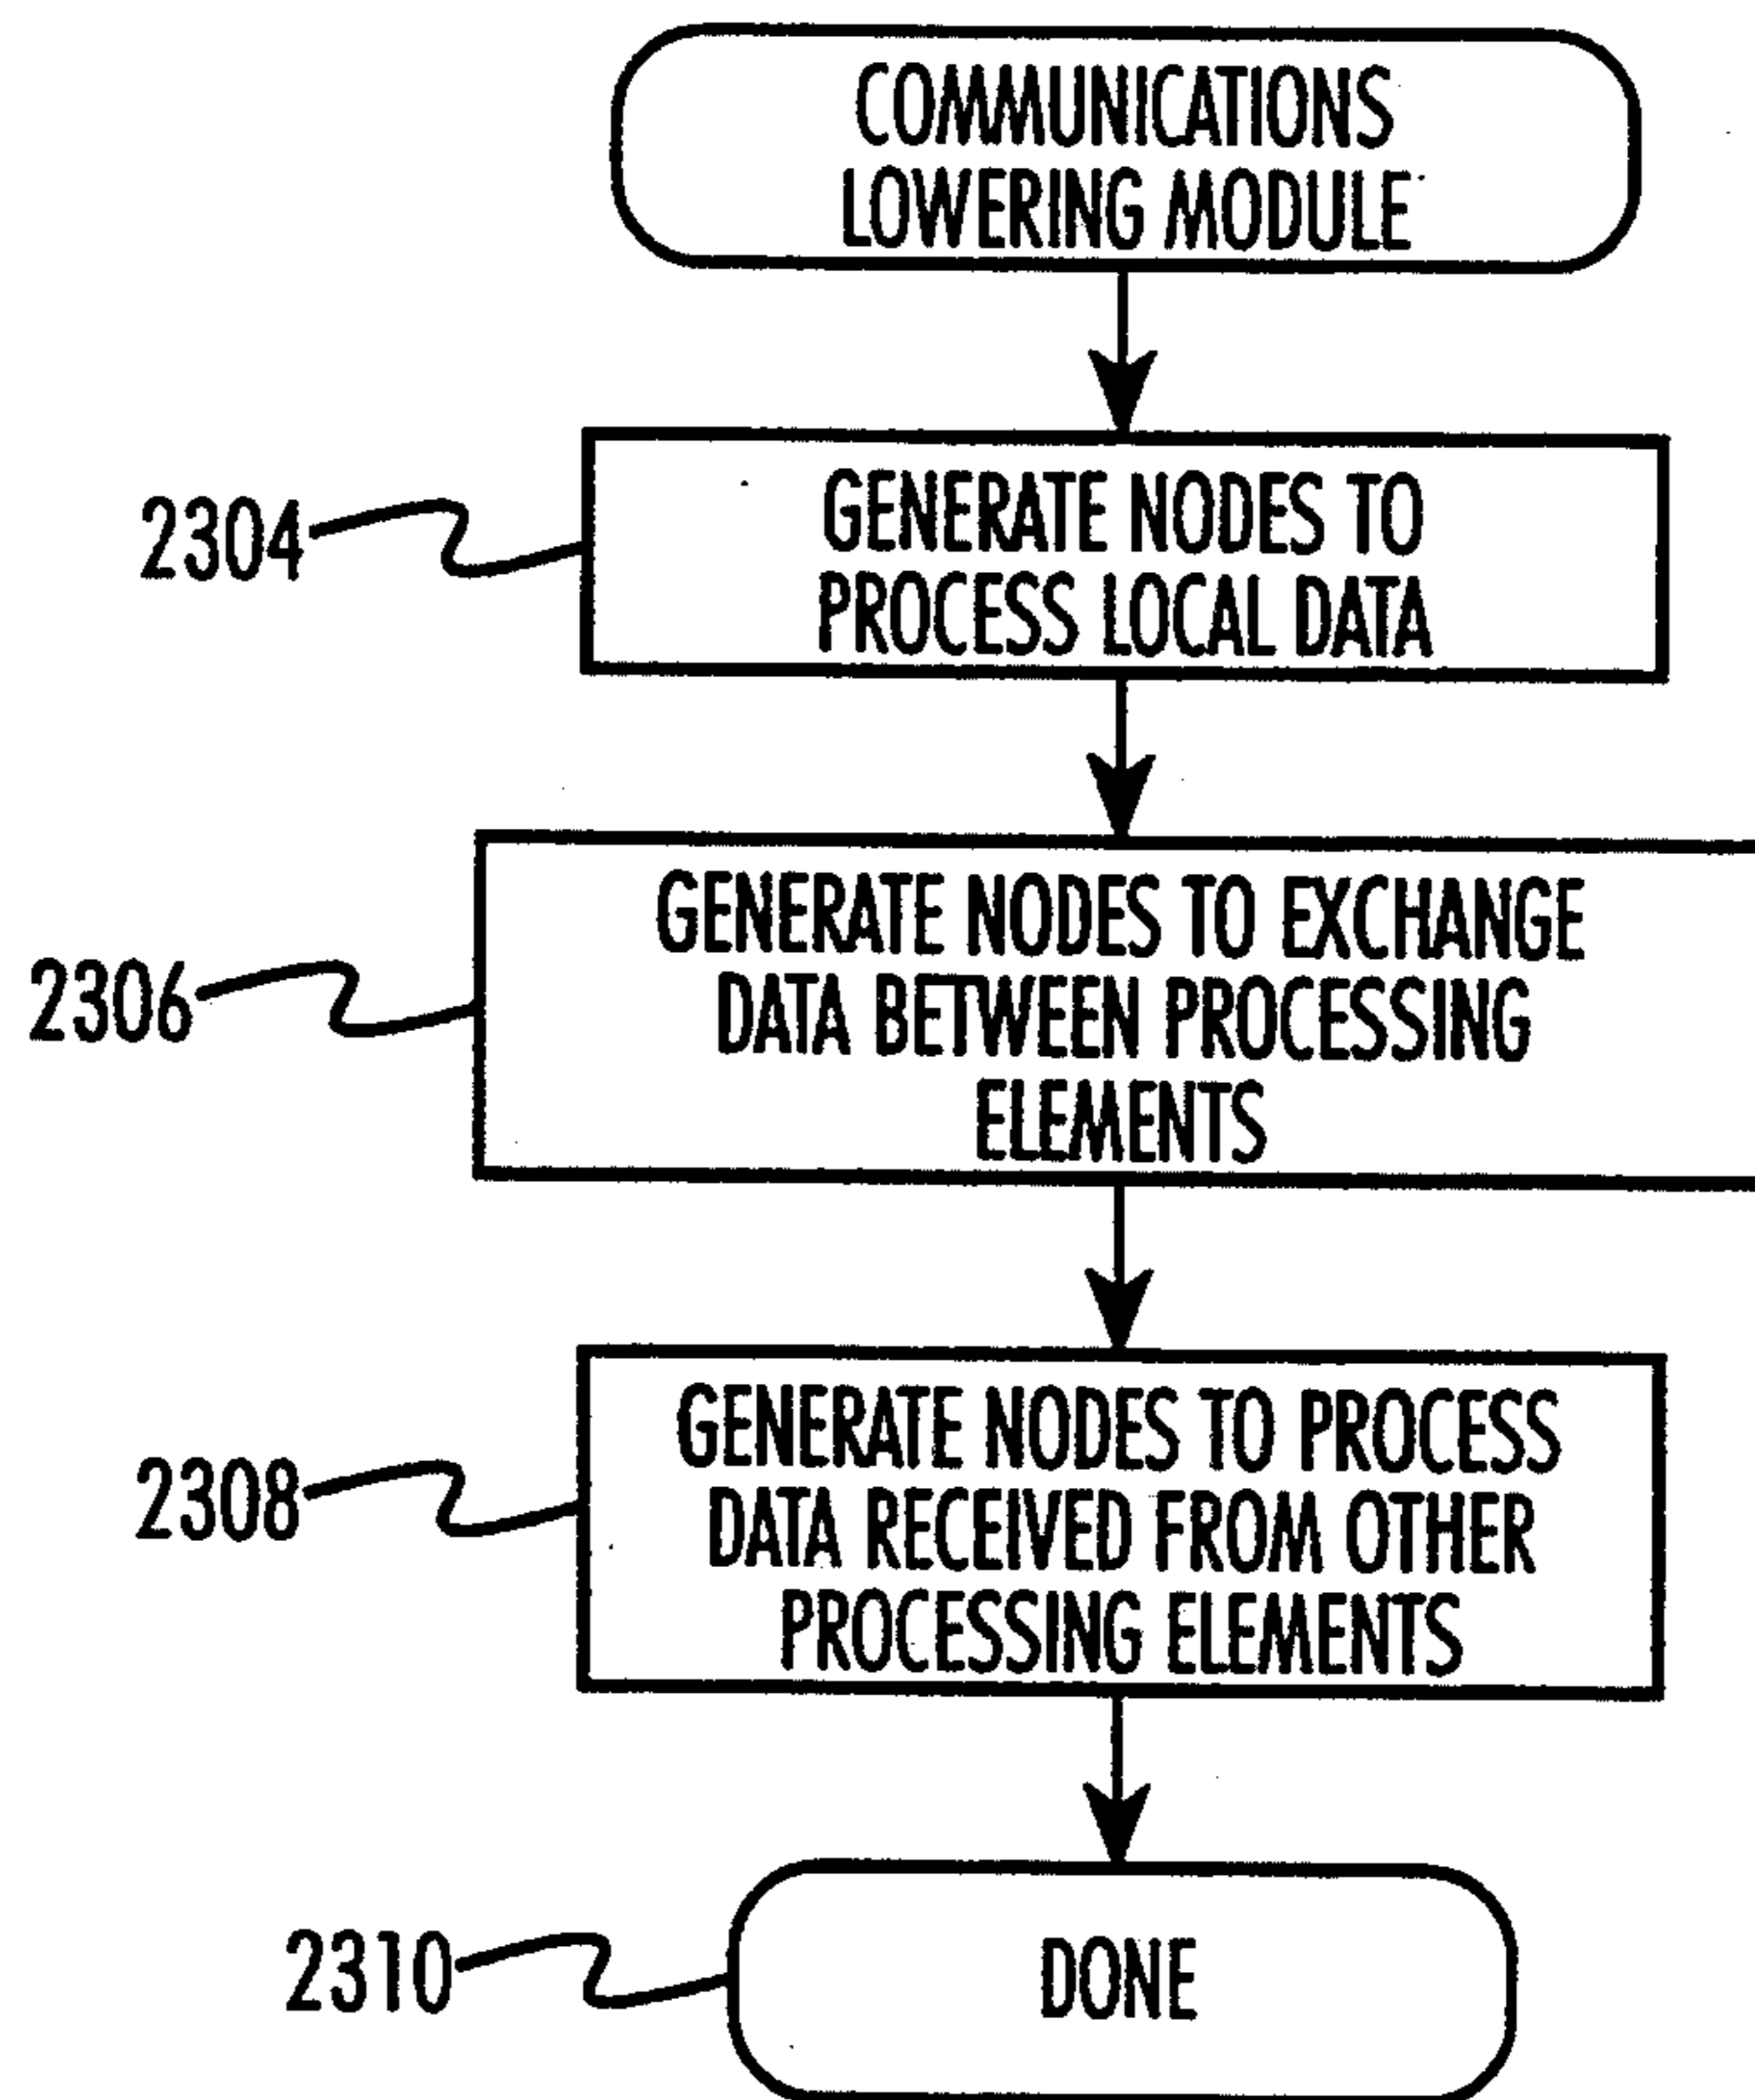 COMMUNICATIONS
LOWERING MODULE
2304
GENERATE NODES TO
PROCESS LOCAL DATA
2306
GENERATE NODES TO EXCHANGE
DATA BETWEEN PROCESSING
ELEMENTS
2308
GENERATE NODES TO PROCESS
DATA RECEIVED FROM OTHER
PROCESSING ELEMENTS
2310
DONE